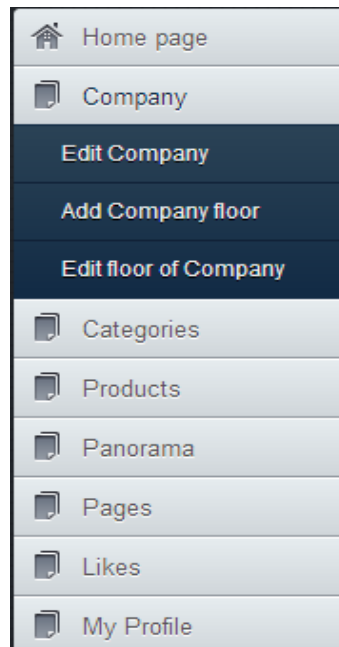 Home page
Company
Edit Company
Add Company floor
Edit floor of Company
Categories
Products
Panorama
Pages
Likes
My Profile